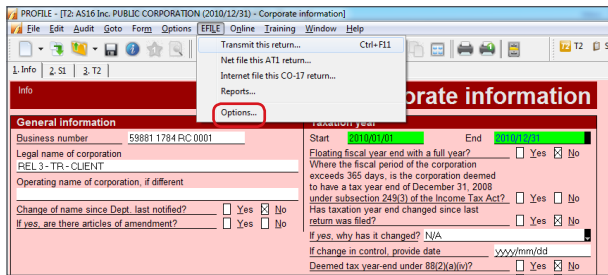 PROFILE - [T2: AS16 Inc. PUBLIC CORPORATION (2010/12/31) - Corporate information]
File Edit Audit Goto Form Options EFILE Online Training Window Help
Transmit this return... Ctrl+F11
Net file this AT1 return...
Internet file this CO-17 return...
Reports...
Options...
T2
1. Info 2. S1 3. T2
Info
orate information
General information
Taxation year
Business number 59881 1784 RC 0001
Start 2010/01/01 End 2010/12/31
Legal name of corporation
REL 3 - TR - CLIENT
Floating fiscal year end with a full year? Yes No
Where the fiscal period of the corporation
exceeds 365 days, is the corporation deemed
to have a tax year end of December 31, 2008
under subsection 249(3) of the Income Tax Act? Yes No
Operating name of corporation, if different
Has taxation year end changed since last
return was filed? Yes No
Change of name since Dept. last notified? Yes No
If yes, are there articles of amendment? Yes No
If yes, why has it changed? N/A
If change in control, provide date yyyy/mm/dd
Deemed tax year-end under 88(2)(a)(iv)? Yes No